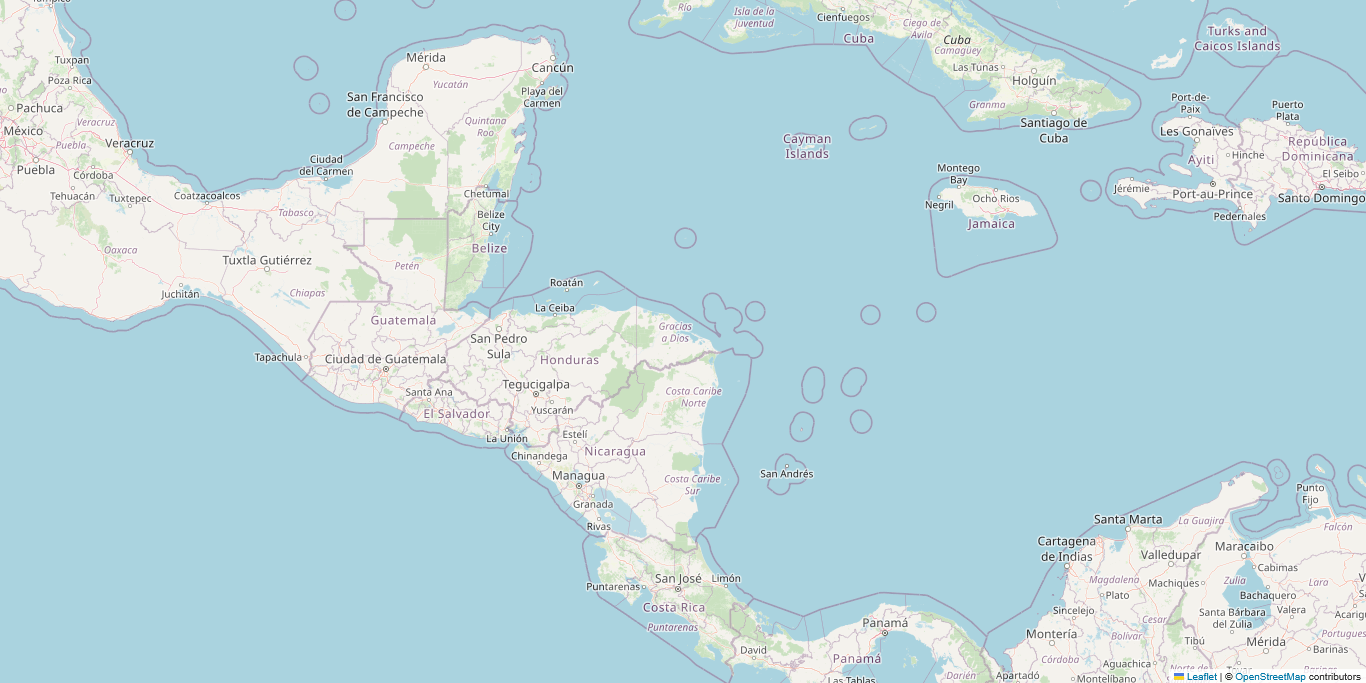 Tampico
Ría
Isla de la
Juventud
Cienfuegos
Ciego de
Ávila
Cuba
Cuba
Camagüey
Turks and
Caicos Islands
Tuxpan
Poza Rica
Mérida
Yucatán
Cancún
Las Tunas
Holguín
Playa del
Carmen
San Francisco
de Campeche
Granma
Santiago de
Cuba
Port-de-
Paix
Puerto
Plata
Pachuca
Veracruz
Quintana
Roo
México
Puebla
Veracruz
Campeche
Cayman
Islands
Les Gonaïves
República
Dominicana
Ayiti
Hinche
Puebla
Córdoba
Ciudad
del Carmen
Montego
Bay
El Seibo
Tehuacán
Tuxtepec
Coatzacoalcos
Chetumal
Jérémie
Port-au-Prince
Santo Domingo
Negril
Ocho Rios
Tabasco
Belize
City
Jamaica
Pedernales
Oaxaca
Belize
Tuxtla Gutiérrez
Petén
Juchitán
Chiapas
Roatán
La Ceiba
Guatemala
Gracias
a Dios
San Pedro
Sula
Tapachula
Ciudad de Guatemala
Honduras
Tegucigalpa
Santa Ana
Costa Caribe
Norte
El Salvador
Yuscarán
La Unión
Estelí
Chinandega
Nicaragua
Managua
San Andrés
Costa Caribe
Sur
Granada
Punto
Fijo
Rivas
Santa Marta
La Guajira
Falcón
Cartagena
de Indias
Valledupar
Maracaibo
Cabimas
San José
Limón
Puntarenas
Magdalena
Machiques
Zulia
Lara
Plato
Bachaquero
Costa Rica
Sincelejo
Cesar
Santa Bárbara
del Zulia
Valera
Acarig
Puntarenas
Panamá
Montería
Bolívar
Tibú
Mérida
Portugues
Barinas
David
Panamá
Darién
Córdoba
Aguachica
Norte de
Las Tablas
Apartadó
Montelíbano
Leaflet | © OpenStreetMap contributors